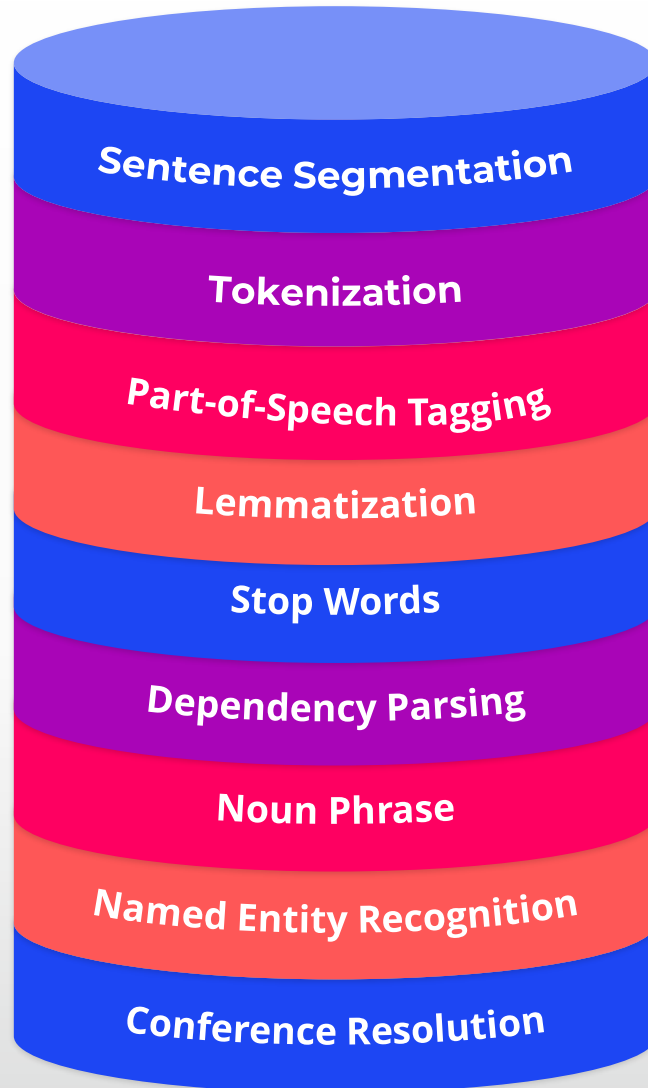 Sentence Segmentation
Tokenization
Part-of-Speech Tagging
Lemmatization
Stop Words
Dependency Parsing
Noun Phrase
Named Entity Recognition
Conference Resolution